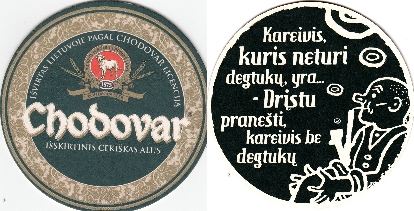 IŠVIRTAS LIETUVOJE PAGAL CHODOVAR LICENCIJĄ
1573
Chodovar
IŠSKIRTINIS ČEKIŠKAS ALUS
Kareivis,
kuris neturi
degtukų, yra...
- Drįstu
pranešti,
kareivis be
degtukų